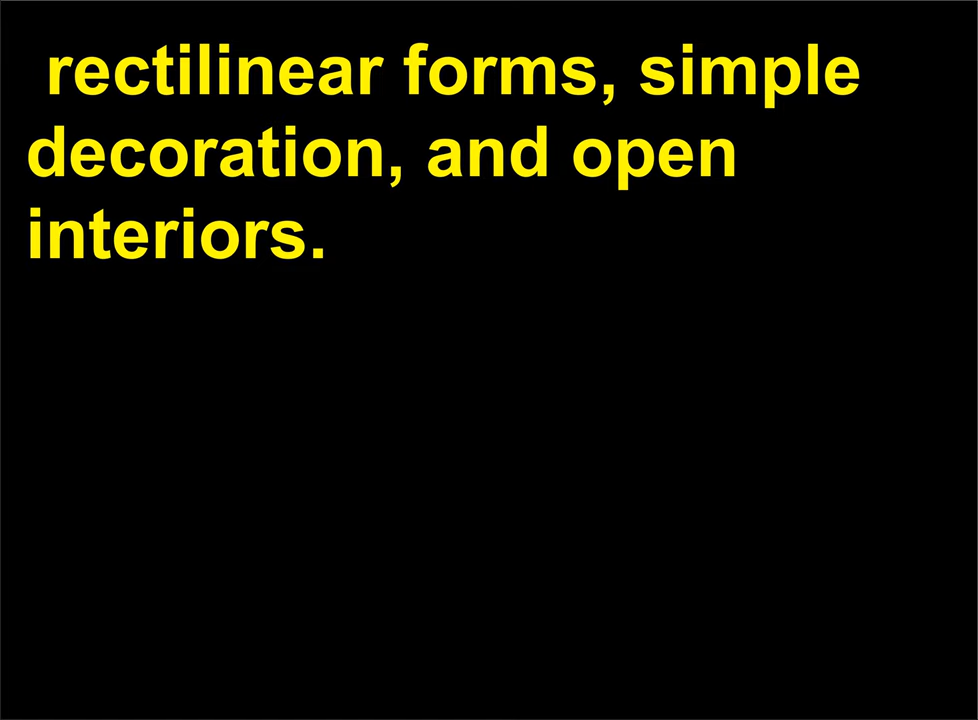 rectilinear forms, simple
decoration, and open
interiors.